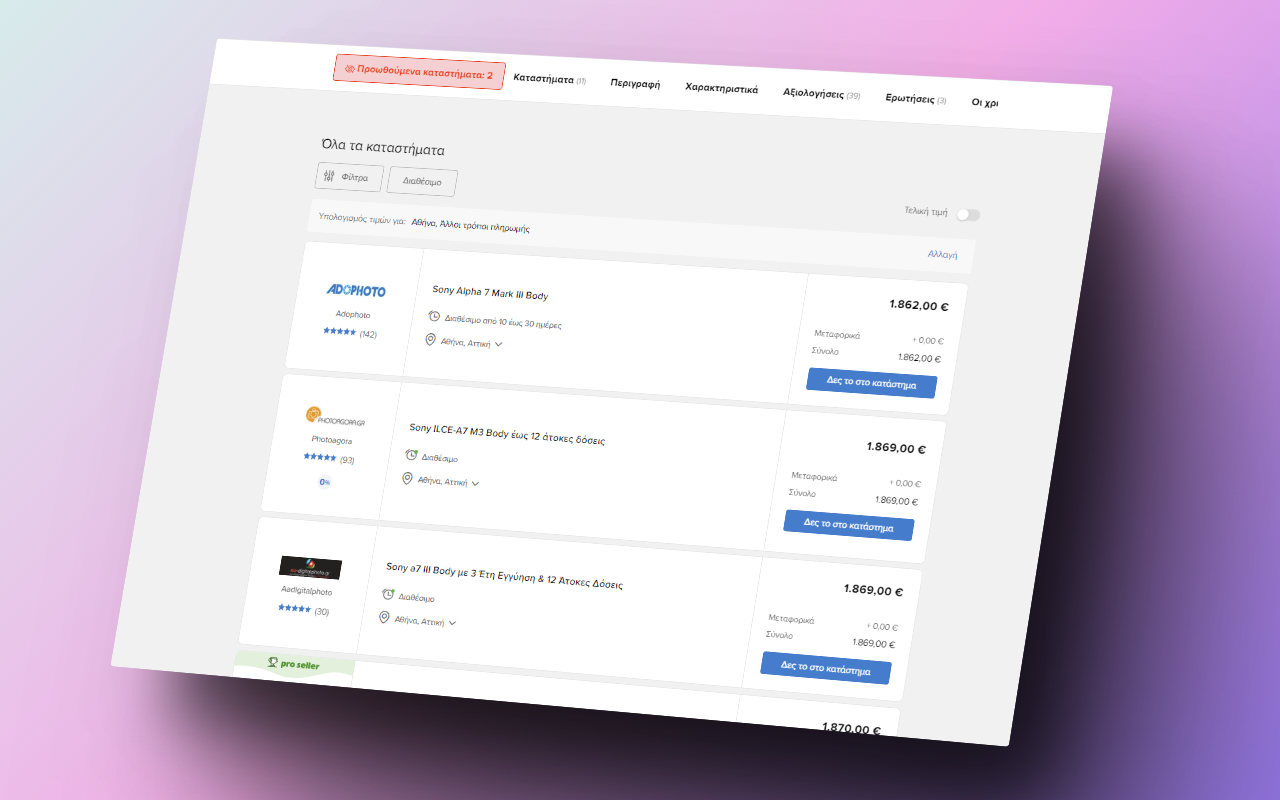 Προωθούμενα καταστήματα: 2
Καταστήματα (11)
Περιγραφή
Χαρακτηριστικά
Αξιολογήσεις (39)
Ερωτήσεις (3)
Οι χρι
Όλα τα καταστήματα
Φίλτρα
Διαθέσιμο
Τελική τιμή
Υπολογισμός τιμών για: Αθήνα, Άλλοι τρόποι πληρωμής
Αλλαγή
ADOPHOTO
Adophoto
(142)
Sony Alpha 7 Mark III Body
Διαθέσιμο από 10 έως 30 ημέρες
Αθήνα, Αττική
1.862,00 €
Μεταφορικά + 0,00 €
Σύνολο 1.862,00 €
Δες το στο κατάστημα
PHOTOAGORA.GR
Photoagora
(93)
0%
Sony ILCE-A7 M3 Body έως 12 άτοκες δόσεις
Διαθέσιμο
Αθήνα, Αττική
1.869,00 €
Μεταφορικά + 0,00 €
Σύνολο 1.869,00 €
Δες το στο κατάστημα
Aadigitalphoto
(30)
Sony a7 III Body με 3 Έτη Εγγύηση & 12 Άτοκες Δόσεις
Διαθέσιμο
Αθήνα, Αττική
1.869,00 €
Μεταφορικά + 0,00 €
Σύνολο 1.869,00 €
Δες το στο κατάστημα
pro seller
1.870,00 €